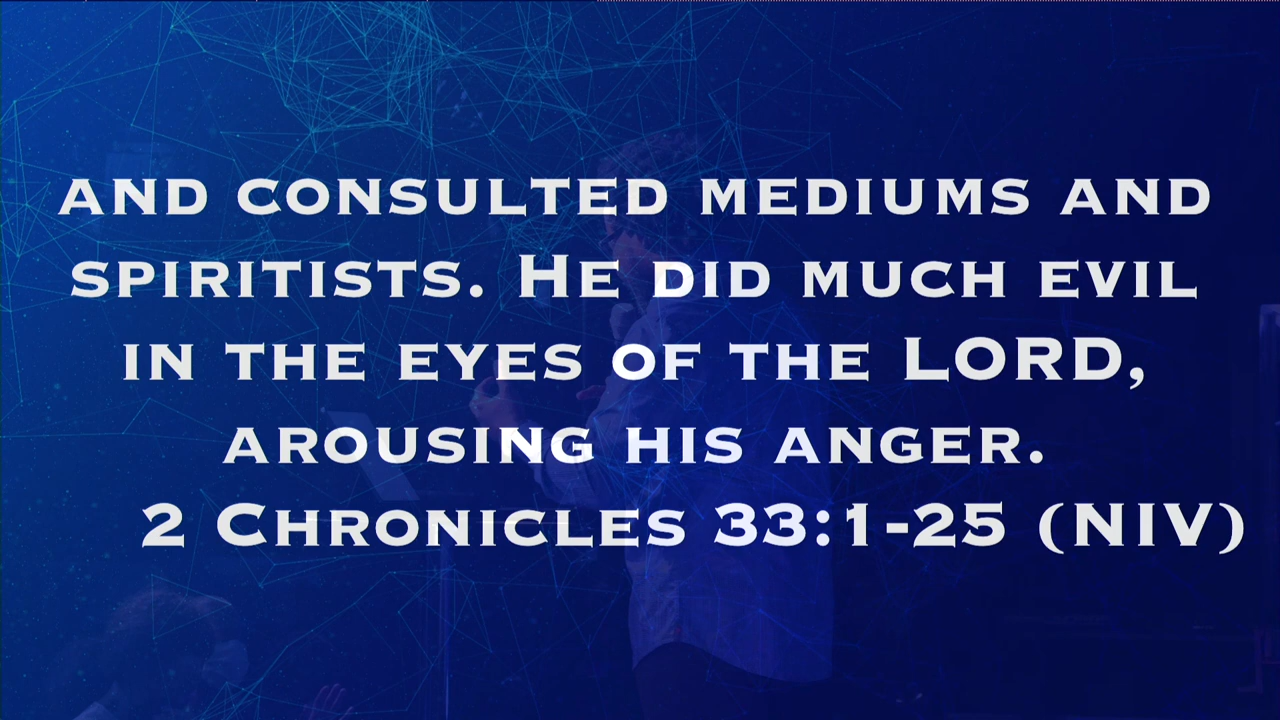 AND CONSULTED MEDIUMS AND
SPIRITISTS. HE DID MUCH EVIL
IN THE EYES OF THE LORD,
AROUSING HIS ANGER.
2 CHRONICLES 33:1-25 (NIV)